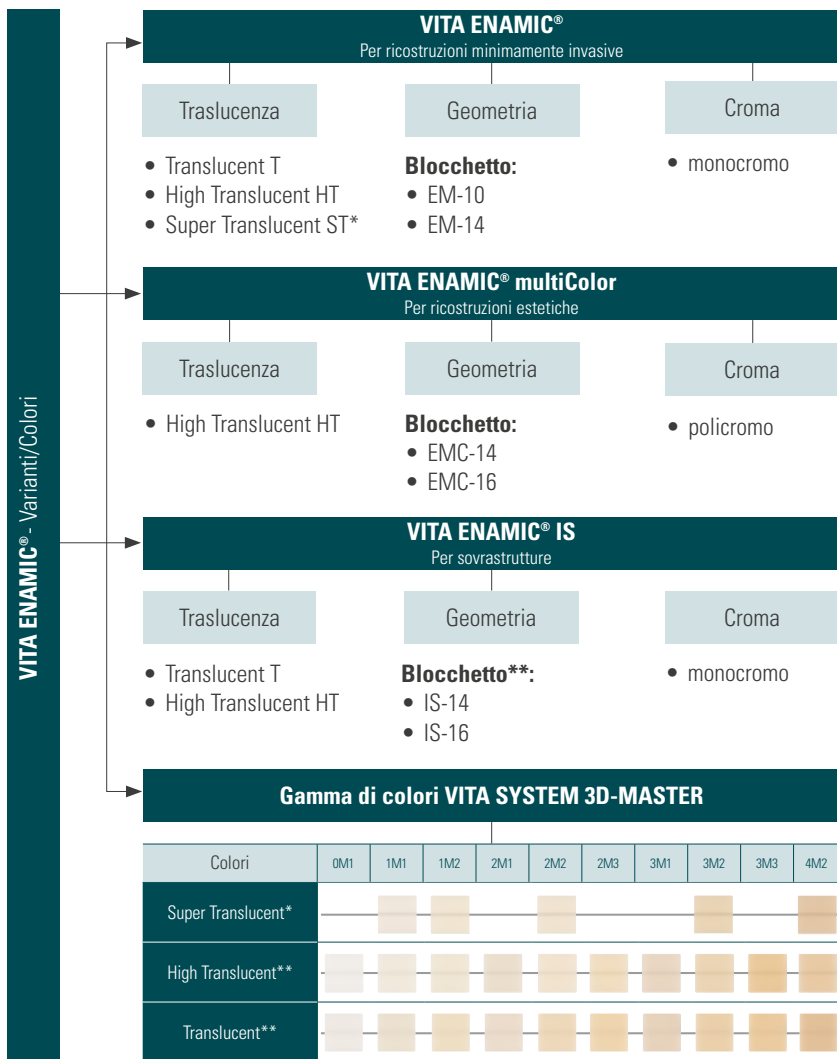 VITA ENAMIC® - Varianti/Colori
VITA ENAMIC®
Per ricostruzioni minimamente invasive
Traslucenza
Geometria
Croma
• Translucent T
• High Translucent HT
• Super Translucent ST*
Blocchetto:
• EM-10
• EM-14
• monocromo
VITA ENAMIC® multiColor
Per ricostruzioni estetiche
Traslucenza
Geometria
Croma
• High Translucent HT
Blocchetto:
• EMC-14
• EMC-16
• policromo
VITA ENAMIC® IS
Per sovrastrutture
Traslucenza
Geometria
Croma
• Translucent T
• High Translucent HT
Blocchetto**:
• IS-14
• IS-16
• monocromo
Gamma di colori VITA SYSTEM 3D-MASTER
Colori 0M1 1M1 1M2 2M1 2M2 2M3 3M1 3M2 3M3 4M2
Super Translucent*
High Translucent**
Translucent**